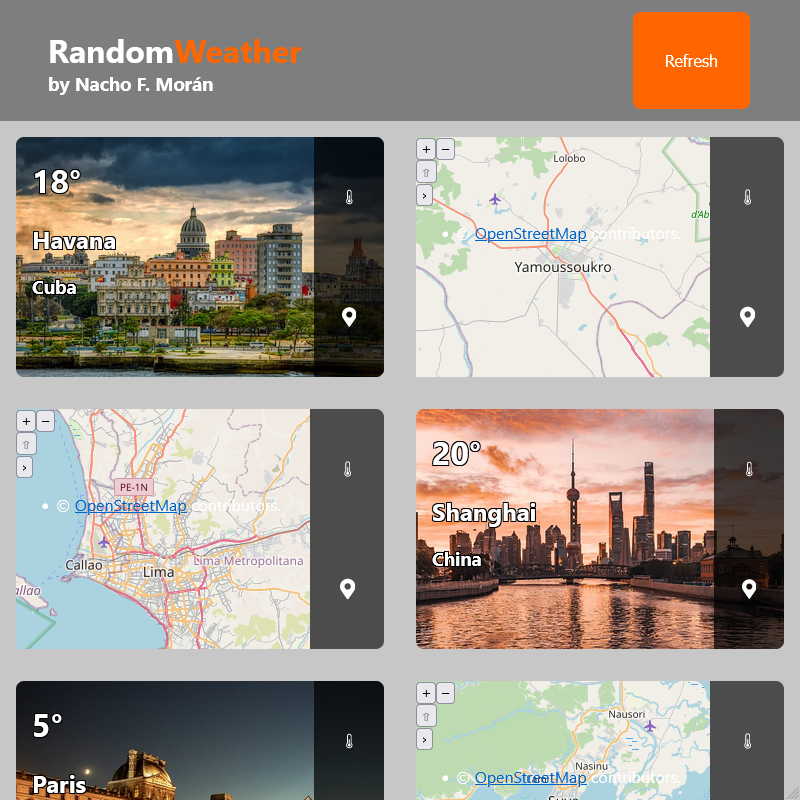 RandomWeather
by Nacho F. Morán
Refresh
18°
Havana
Cuba
+ −
⇧
›
Lolobo
d'Ab
© OpenStreetMap contributors.
Yamoussoukro
+ −
⇧
›
PE-1N
© OpenStreetMap contributors.
Callao
Lima
Lima Metropolitana
allao
20°
Shanghai
China
5°
Paris
+ −
⇧
›
Nausori
Nasinu
© OpenStreetMap contributors.
Suva